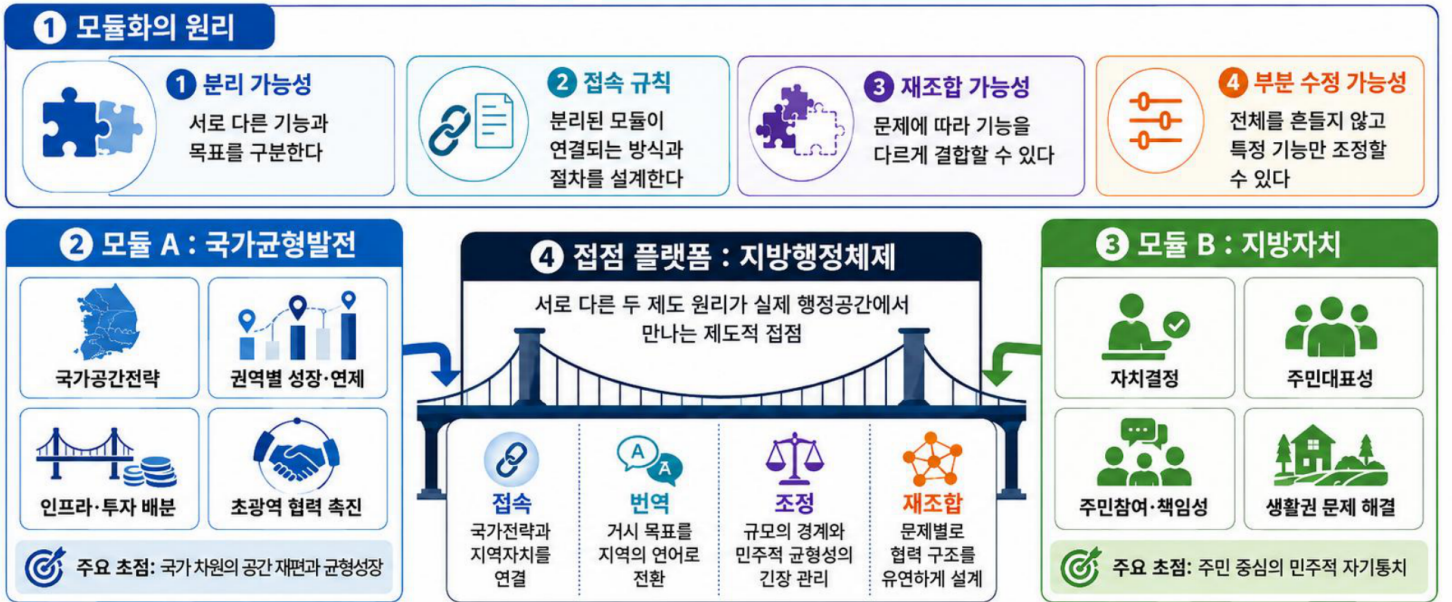 1 모듈화의 원리
1 분리 가능성
서로 다른 기능과
목표를 구분한다
2 접속 규칙
분리된 모듈이
연결되는 방식과
절차를 설계한다
3 재조합 가능성
문제에 따라 기능을
다르게 결합할 수 있다
4 부분 수정 가능성
전체를 흔들지 않고
특정 기능만 조정할
수 있다
2 모듈 A : 국가균형발전
국가공간전략
권역별 성장·연제
인프라·투자 배분
초광역 협력 촉진
주요 초점: 국가 차원의 공간 재편과 균형성장
4 접점 플랫폼 : 지방행정체제
서로 다른 두 제도 원리가 실제 행정공간에서
만나는 제도적 접점
접속
국가전략과
지역자치를
연결
A A
번역
거시 목표를
지역의 언어로
전환
조정
규모의 경계와
민주적 균형성의
긴장 관리
재조합
문제별로
협력 구조를
유연하게 설계
3 모듈 B : 지방자치
자치결정
주민대표성
주민참여·책임성
생활권 문제 해결
주요 초점: 주민 중심의 민주적 자기통치